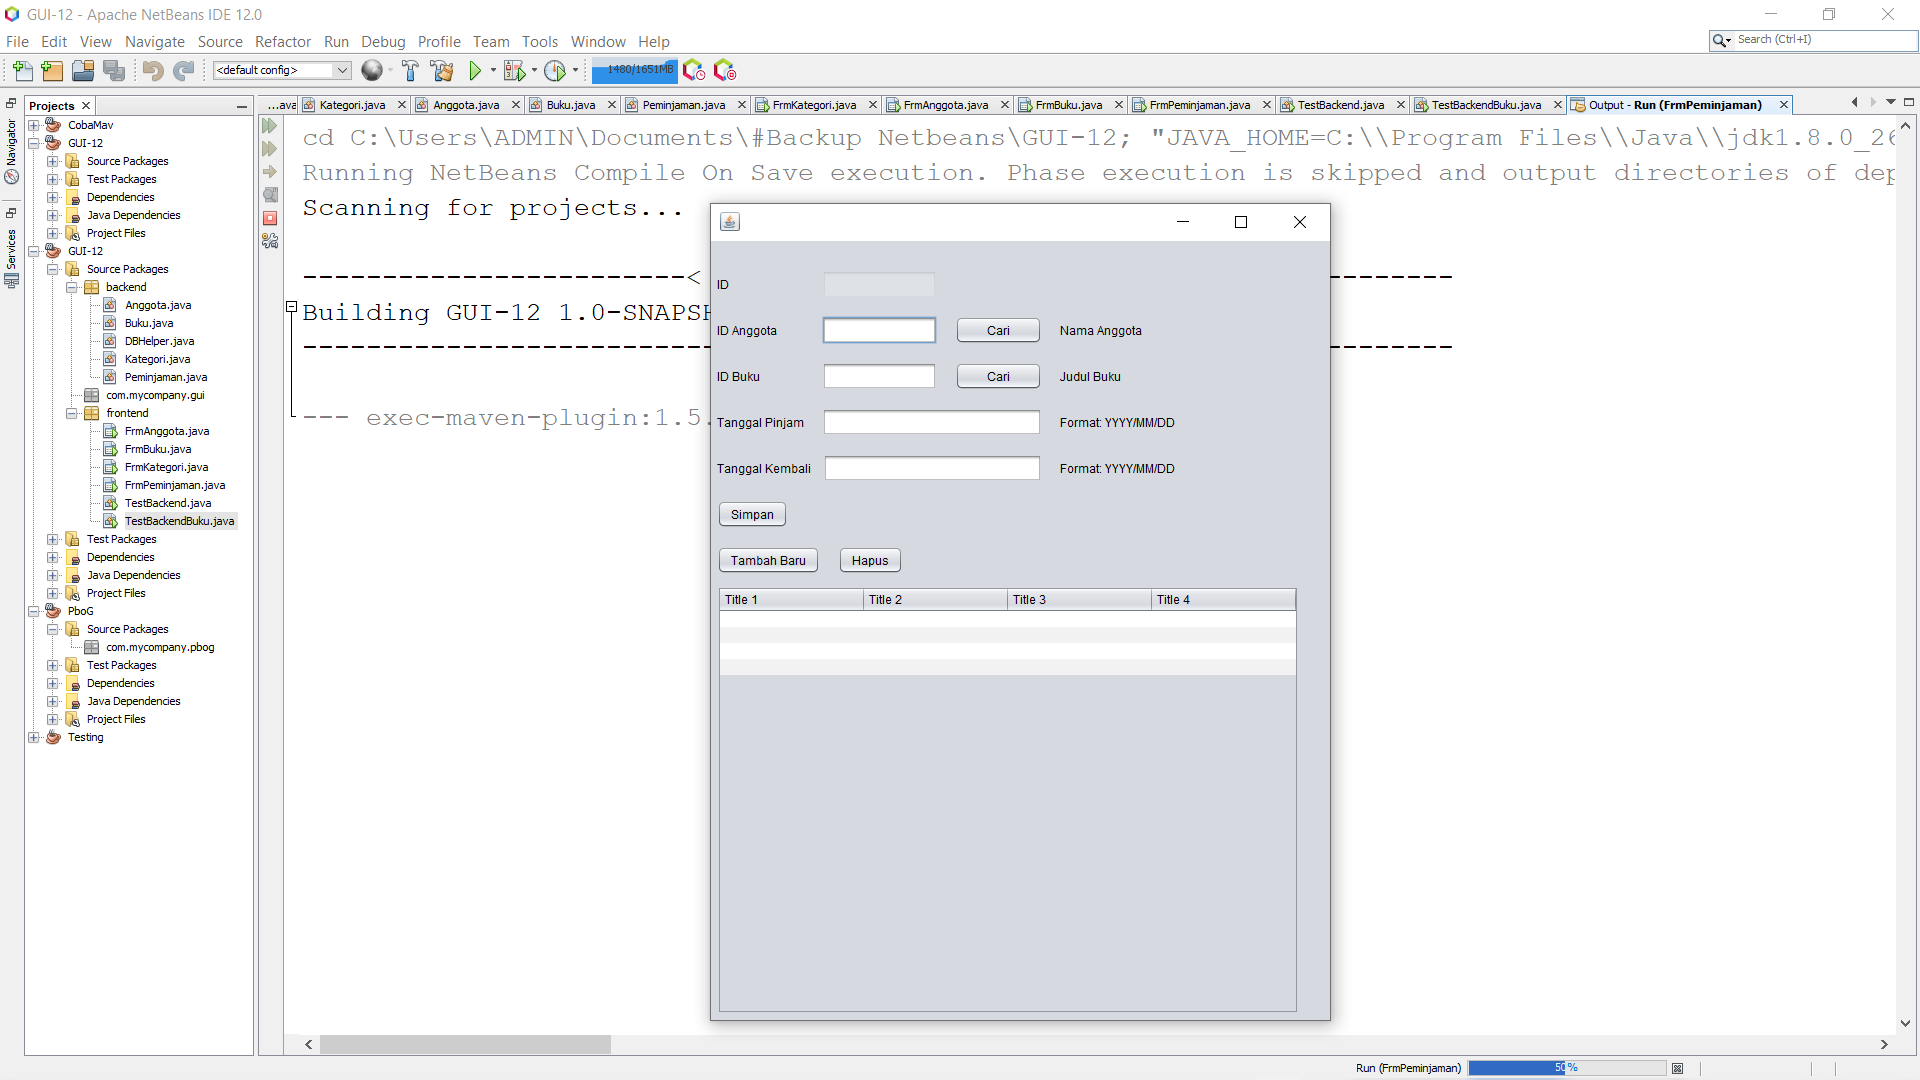 GUI-12 - Apache NetBeans IDE 12.0
File Edit View Navigate Source Refactor Run Debug Profile Team Tools Window Help
Search (Ctrl+I)
<default config>
1480/1651MB
Projects
...ava Kategori.java Anggota.java Buku.java Peminjaman.java FrmKategori.java FrmAnggota.java FrmBuku.java FrmPeminjaman.java TestBackend.java TestBackendBuku.java Output - Run (FrmPeminjaman)
Navigator
Services
CobaMav
GUI-12
Source Packages
Test Packages
Dependencies
Java Dependencies
Project Files
GUI-12
Source Packages
backend
Anggota.java
Buku.java
DBHelper.java
Kategori.java
Peminjaman.java
com.mycompany.gui
frontend
FrmAnggota.java
FrmBuku.java
FrmKategori.java
FrmPeminjaman.java
TestBackend.java
TestBackendBuku.java
Test Packages
Dependencies
Java Dependencies
Project Files
PboG
Source Packages
com.mycompany.pbog
Test Packages
Dependencies
Java Dependencies
Project Files
Testing
cd C:\Users\ADMIN\Documents\#Backup Netbeans\GUI-12; "JAVA_HOME=C:\\Program Files\\Java\\jdk1.8.0_26
Running NetBeans Compile On Save execution. Phase execution is skipped and output directories of dep
Scanning for projects...
------------------------<
Building GUI-12 1.0-SNAPSH
--- exec-maven-plugin:1.5.
ID
ID Anggota Cari Nama Anggota
ID Buku Cari Judul Buku
Tanggal Pinjam Format: YYYY/MM/DD
Tanggal Kembali Format: YYYY/MM/DD
Simpan
Tambah Baru Hapus
Title 1 Title 2 Title 3 Title 4
Run (FrmPeminjaman) 50%